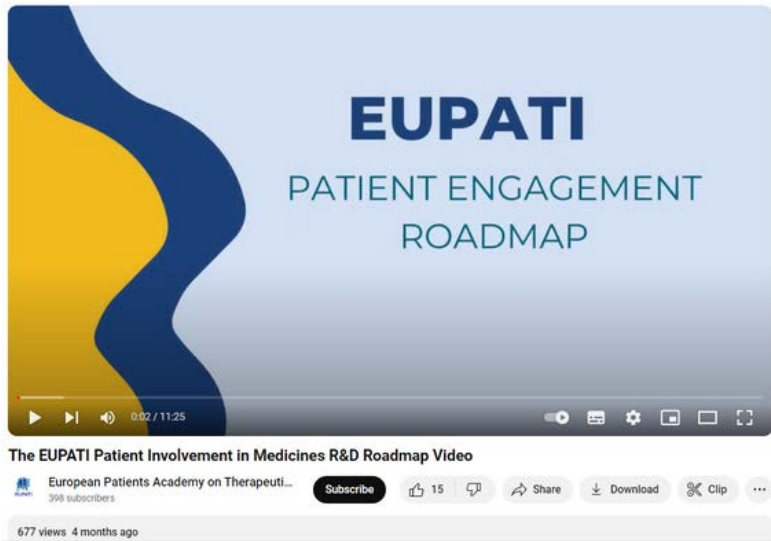 EUPATI
PATIENT ENGAGEMENT
ROADMAP
0:02 / 11:25
The EUPATI Patient Involvement in Medicines R&D Roadmap Video
European Patients Academy on Therapeuti...
398 subscribers
Subscribe
15
Share
Download
Clip
677 views 4 months ago